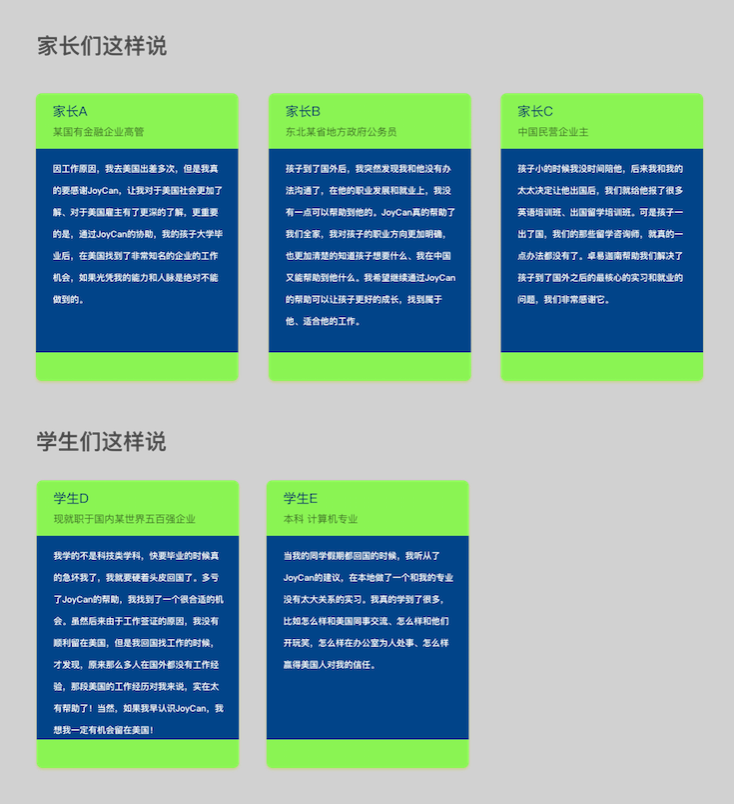 家长们这样说
家长A
某国有金融企业高管
因工作原因，我去美国出差多次，但是我真
的要感谢JoyCan，让我对于美国社会更加了
解、对于美国雇主有了更深的了解，更重要
的是，通过JoyCan的协助，我的孩子大学毕
业后，在美国找到了非常知名的企业的工作
机会，如果光凭我的能力和人脉是绝对不能
做到的。
家长B
东北某省地方政府公务员
孩子到了国外后，我突然发现我和他没有办
法沟通了，在他的职业发展和就业上，我没
有一点可以帮助到他的。JoyCan真的帮助了
我们全家，我对孩子的职业方向更加明确，
也更加清楚的知道孩子想要什么、我在中国
又能帮助到他什么。我希望继续通过JoyCan
的帮助可以让孩子更好的成长，找到属于
他、适合他的工作。
家长C
中国民营企业主
孩子小的时候我没时间陪他，后来我和我的
太太决定让他出国后，我们就给他报了很多
英语培训班、出国留学培训班。可是孩子一
出了国，我们的那些留学咨询师，就真的一
点办法都没有了。卓易迦南帮助我们解决了
孩子到了国外之后的最核心的实习和就业的
问题，我们非常感谢它。
学生们这样说
学生D
现就职于国内某世界五百强企业
我学的不是科技类学科，快要毕业的时候真
的急坏我了，我就要硬着头皮回国了。多亏
了JoyCan的帮助，我找到了一个很合适的机
会。虽然后来由于工作签证的原因，我没有
顺利留在美国，但是我回国找工作的时候，
才发现，原来那么多人在国外都没有工作经
验，那段美国的工作经历对我来说，实在太
有帮助了！当然，如果我早认识JoyCan，我
想我一定有机会留在美国！
学生E
本科 计算机专业
当我的同学假期都回国的时候，我听从了
JoyCan的建议，在本地做了一个和我的专业
没有太大关系的实习。我真的学到了很多，
比如怎么样和美国同事交流、怎么样和他们
开玩笑，怎么样在办公室为人处事、怎么样
赢得美国人对我的信任。